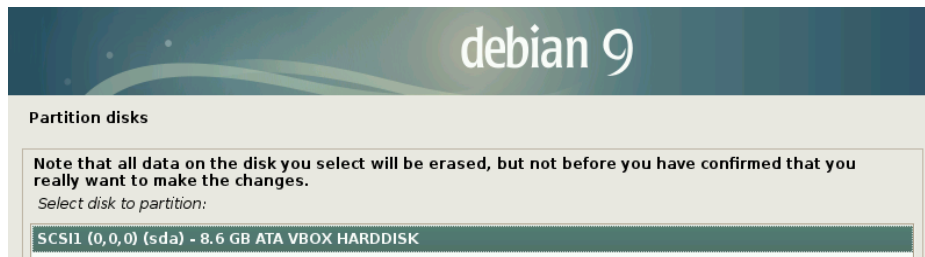 debian 9
Partition disks
Note that all data on the disk you select will be erased, but not before you have confirmed that you
really want to make the changes.
Select disk to partition:
SCSI1 (0,0,0) (sda) - 8.6 GB ATA VBOX HARDDISK